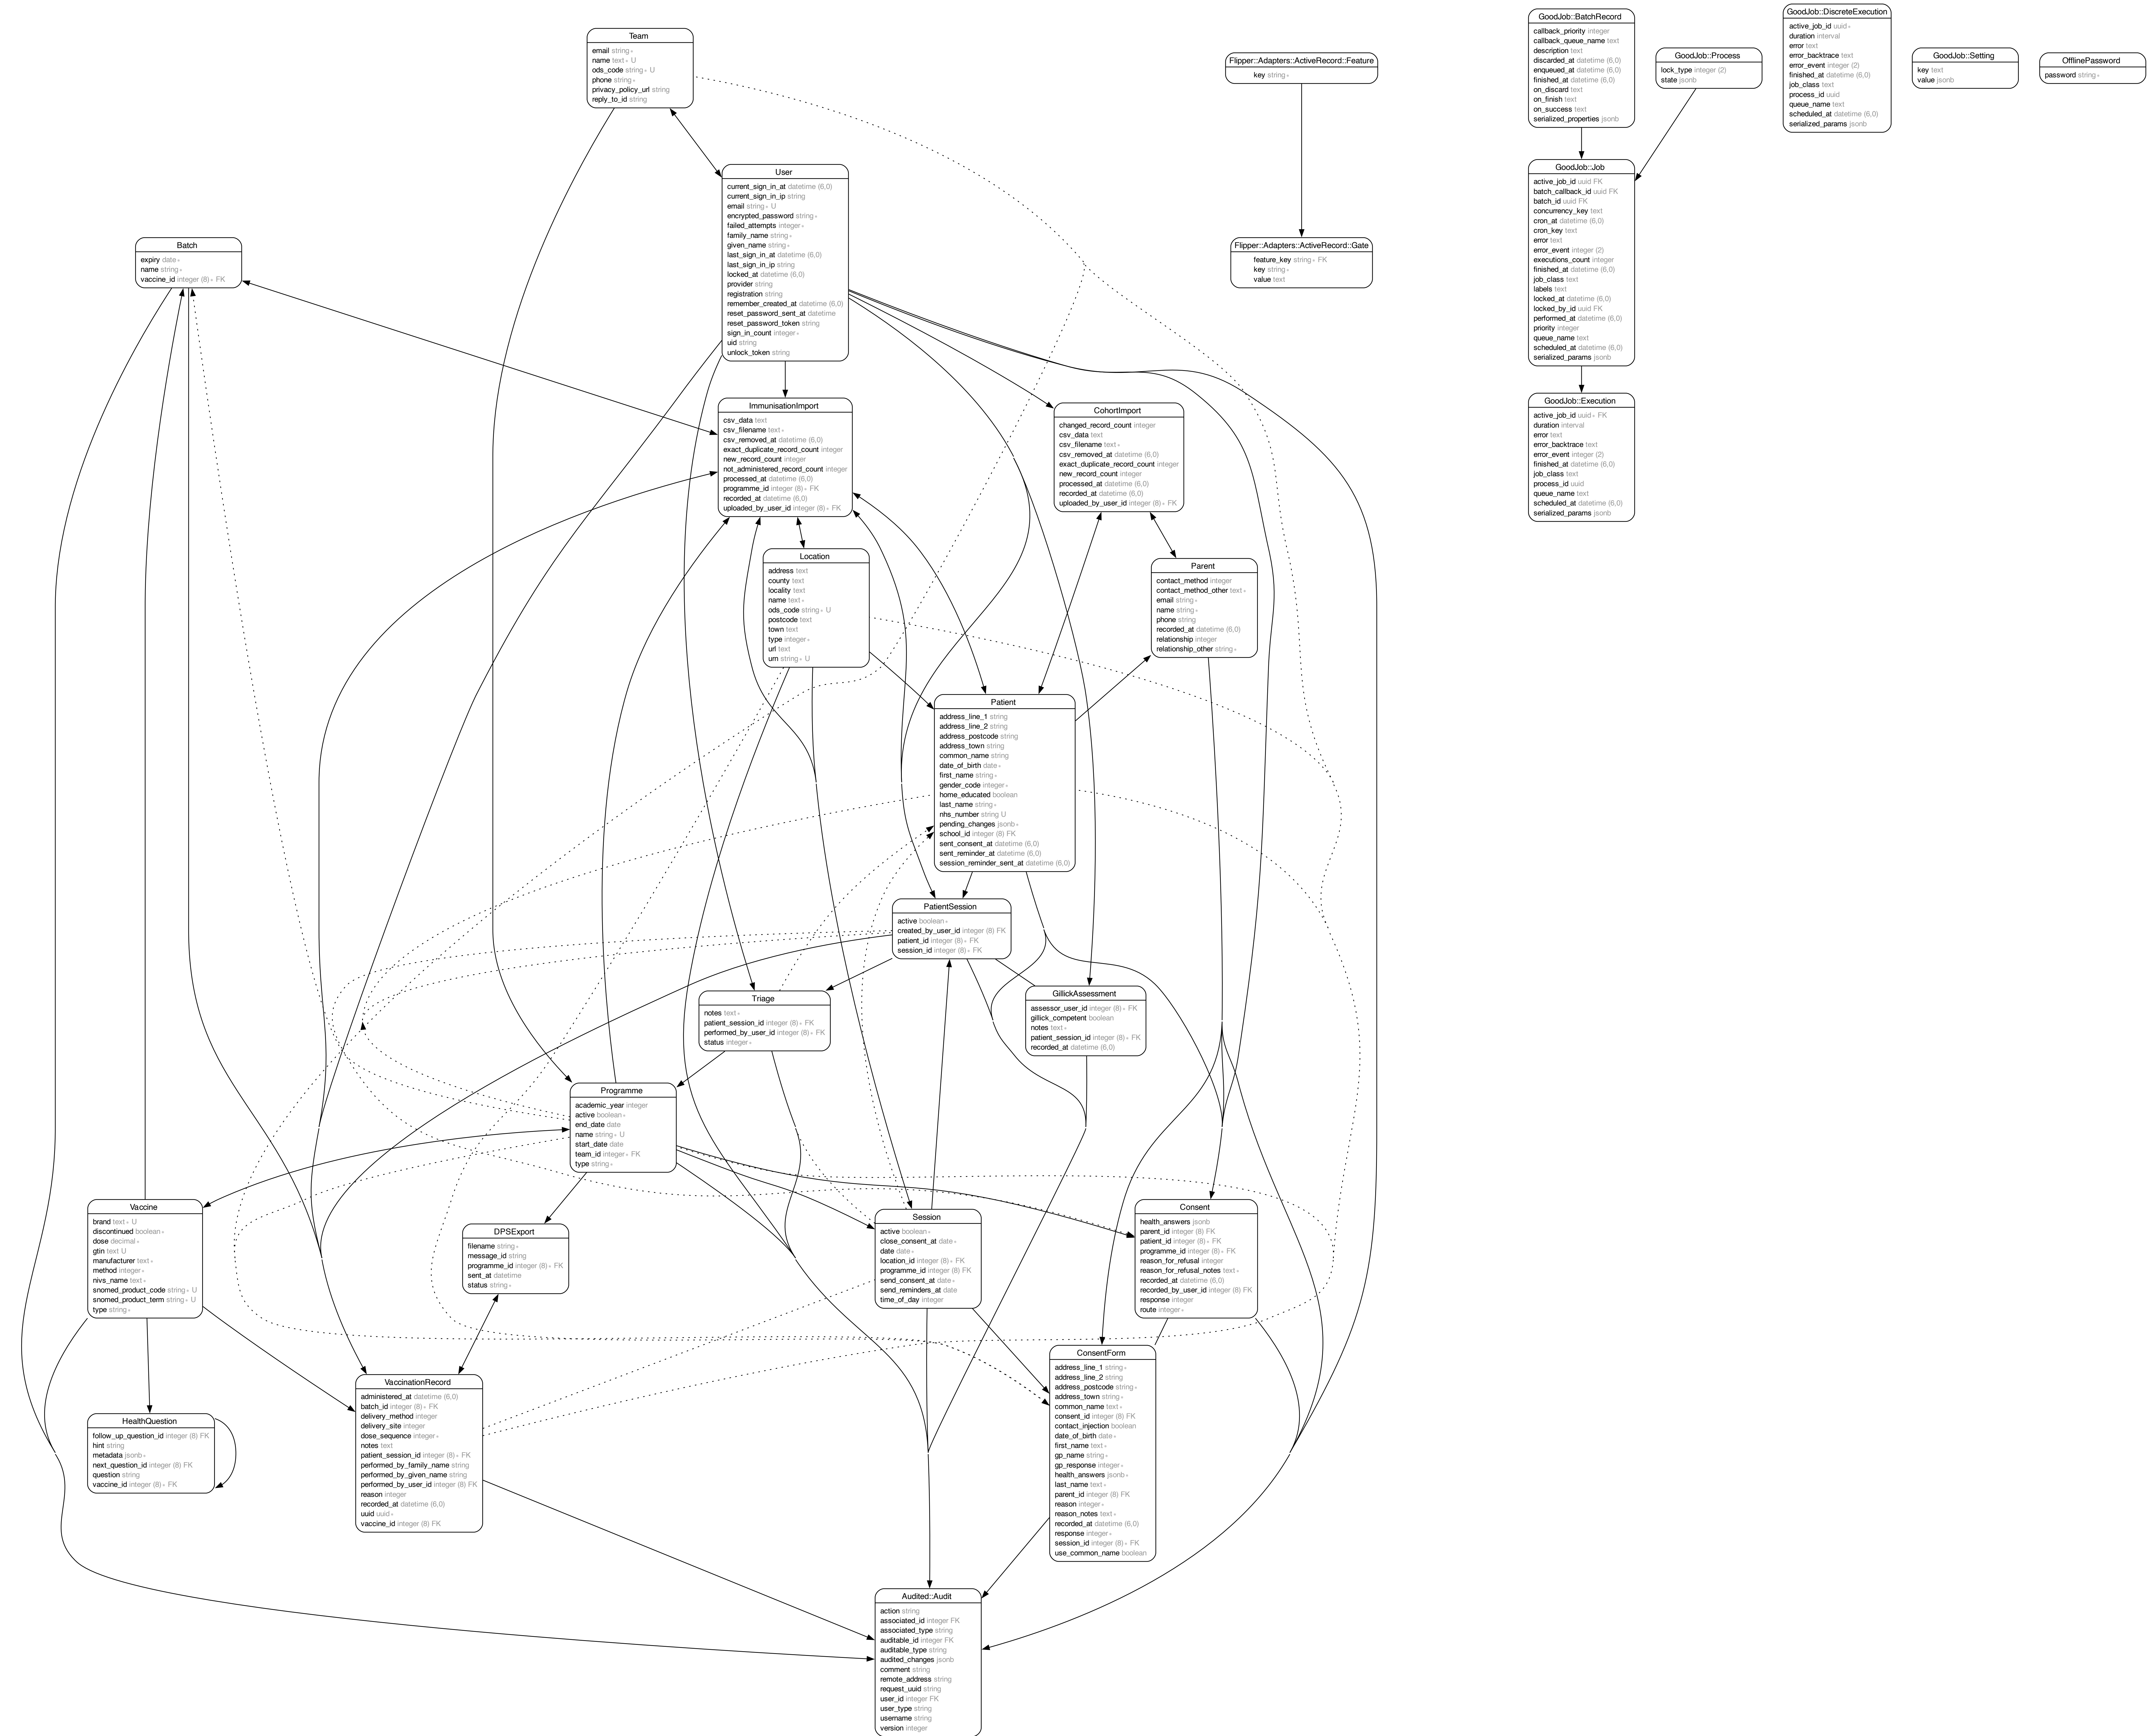 Team
email string ∗
name text ∗ U
ods_code string ∗ U
phone string ∗
privacy_policy_url string
reply_to_id string
User
current_sign_in_at datetime (6,0)
current_sign_in_ip string
email string ∗ U
encrypted_password string ∗
failed_attempts integer ∗
family_name string ∗
given_name string ∗
last_sign_in_at datetime (6,0)
last_sign_in_ip string
locked_at datetime (6,0)
provider string
registration string
remember_created_at datetime (6,0)
reset_password_sent_at datetime
reset_password_token string
sign_in_count integer ∗
uid string
unlock_token string
Batch
expiry date ∗
name string ∗
vaccine_id integer (8) ∗ FK
ImmunisationImport
csv_data text
csv_filename text ∗
csv_removed_at datetime (6,0)
exact_duplicate_record_count integer
new_record_count integer
not_administered_record_count integer
processed_at datetime (6,0)
programme_id integer (8) ∗ FK
recorded_at datetime (6,0)
uploaded_by_user_id integer (8) ∗ FK
CohortImport
changed_record_count integer
csv_data text
csv_filename text ∗
csv_removed_at datetime (6,0)
exact_duplicate_record_count integer
new_record_count integer
processed_at datetime (6,0)
recorded_at datetime (6,0)
uploaded_by_user_id integer (8) ∗ FK
Location
address text
county text
locality text
name text ∗
ods_code string ∗ U
postcode text
town text
type integer ∗
url text
urn string ∗ U
Parent
contact_method integer
contact_method_other text ∗
email string ∗
name string ∗
phone string
recorded_at datetime (6,0)
relationship integer
relationship_other string ∗
Patient
address_line_1 string
address_line_2 string
address_postcode string
address_town string
common_name string
date_of_birth date ∗
first_name string ∗
gender_code integer ∗
home_educated boolean
last_name string ∗
nhs_number string U
pending_changes jsonb ∗
school_id integer (8) FK
sent_consent_at datetime (6,0)
sent_reminder_at datetime (6,0)
session_reminder_sent_at datetime (6,0)
PatientSession
active boolean ∗
created_by_user_id integer (8) FK
patient_id integer (8) ∗ FK
session_id integer (8) ∗ FK
Triage
notes text ∗
patient_session_id integer (8) ∗ FK
performed_by_user_id integer (8) ∗ FK
status integer ∗
GillickAssessment
assessor_user_id integer (8) ∗ FK
gillick_competent boolean
notes text ∗
patient_session_id integer (8) ∗ FK
recorded_at datetime (6,0)
Programme
academic_year integer
active boolean ∗
end_date date
name string ∗ U
start_date date
team_id integer ∗ FK
type string ∗
Vaccine
brand text ∗ U
discontinued boolean ∗
dose decimal ∗
gtin text U
manufacturer text ∗
method integer ∗
nivs_name text ∗
snomed_product_code string ∗ U
snomed_product_term string ∗ U
type string ∗
DPSExport
filename string ∗
message_id string
programme_id integer (8) ∗ FK
sent_at datetime
status string ∗
Session
active boolean ∗
close_consent_at date ∗
date date ∗
location_id integer (8) ∗ FK
programme_id integer (8) FK
send_consent_at date ∗
send_reminders_at date
time_of_day integer
Consent
health_answers jsonb
parent_id integer (8) FK
patient_id integer (8) ∗ FK
programme_id integer (8) ∗ FK
reason_for_refusal integer
reason_for_refusal_notes text ∗
recorded_at datetime (6,0)
recorded_by_user_id integer (8) FK
response integer
route integer ∗
VaccinationRecord
administered_at datetime (6,0)
batch_id integer (8) ∗ FK
delivery_method integer
delivery_site integer
dose_sequence integer ∗
notes text
patient_session_id integer (8) ∗ FK
performed_by_family_name string
performed_by_given_name string
performed_by_user_id integer (8) FK
reason integer
recorded_at datetime (6,0)
uuid uuid ∗
vaccine_id integer (8) FK
HealthQuestion
follow_up_question_id integer (8) FK
hint string
metadata jsonb ∗
next_question_id integer (8) FK
question string
vaccine_id integer (8) ∗ FK
ConsentForm
address_line_1 string ∗
address_line_2 string
address_postcode string ∗
address_town string ∗
common_name text ∗
consent_id integer (8) FK
contact_injection boolean
date_of_birth date ∗
first_name text ∗
gp_name string ∗
gp_response integer ∗
health_answers jsonb ∗
last_name text ∗
parent_id integer (8) FK
reason integer ∗
reason_notes text ∗
recorded_at datetime (6,0)
response integer ∗
session_id integer (8) ∗ FK
use_common_name boolean
Audited::Audit
action string
associated_id integer FK
associated_type string
auditable_id integer FK
auditable_type string
audited_changes jsonb
comment string
remote_address string
request_uuid string
user_id integer FK
user_type string
username string
version integer
Flipper::Adapters::ActiveRecord::Feature
key string ∗
Flipper::Adapters::ActiveRecord::Gate
feature_key string ∗ FK
key string ∗
value text
GoodJob::BatchRecord
callback_priority integer
callback_queue_name text
description text
discarded_at datetime (6,0)
enqueued_at datetime (6,0)
finished_at datetime (6,0)
on_discard text
on_finish text
on_success text
serialized_properties jsonb
GoodJob::Process
lock_type integer (2)
state jsonb
GoodJob::DiscreteExecution
active_job_id uuid ∗
duration interval
error text
error_backtrace text
error_event integer (2)
finished_at datetime (6,0)
job_class text
process_id uuid
queue_name text
scheduled_at datetime (6,0)
serialized_params jsonb
GoodJob::Setting
key text
value jsonb
OfflinePassword
password string ∗
GoodJob::Job
active_job_id uuid FK
batch_callback_id uuid FK
batch_id uuid FK
concurrency_key text
cron_at datetime (6,0)
cron_key text
error text
error_event integer (2)
executions_count integer
finished_at datetime (6,0)
job_class text
labels text
locked_at datetime (6,0)
locked_by_id uuid FK
performed_at datetime (6,0)
priority integer
queue_name text
scheduled_at datetime (6,0)
serialized_params jsonb
GoodJob::Execution
active_job_id uuid ∗ FK
duration interval
error text
error_backtrace text
error_event integer (2)
finished_at datetime (6,0)
job_class text
process_id uuid
queue_name text
scheduled_at datetime (6,0)
serialized_params jsonb